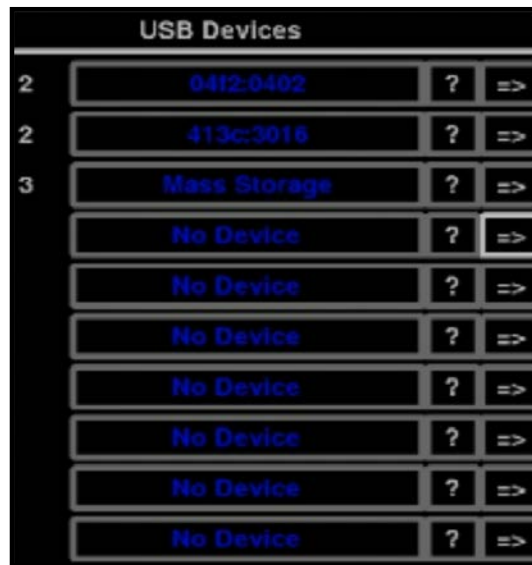 USB Devices
2 04f2:0402 ? =>
2 413c:3016 ? =>
3 Mass Storage ? =>
No Device ? =>
No Device ? =>
No Device ? =>
No Device ? =>
No Device ? =>
No Device ? =>
No Device ? =>